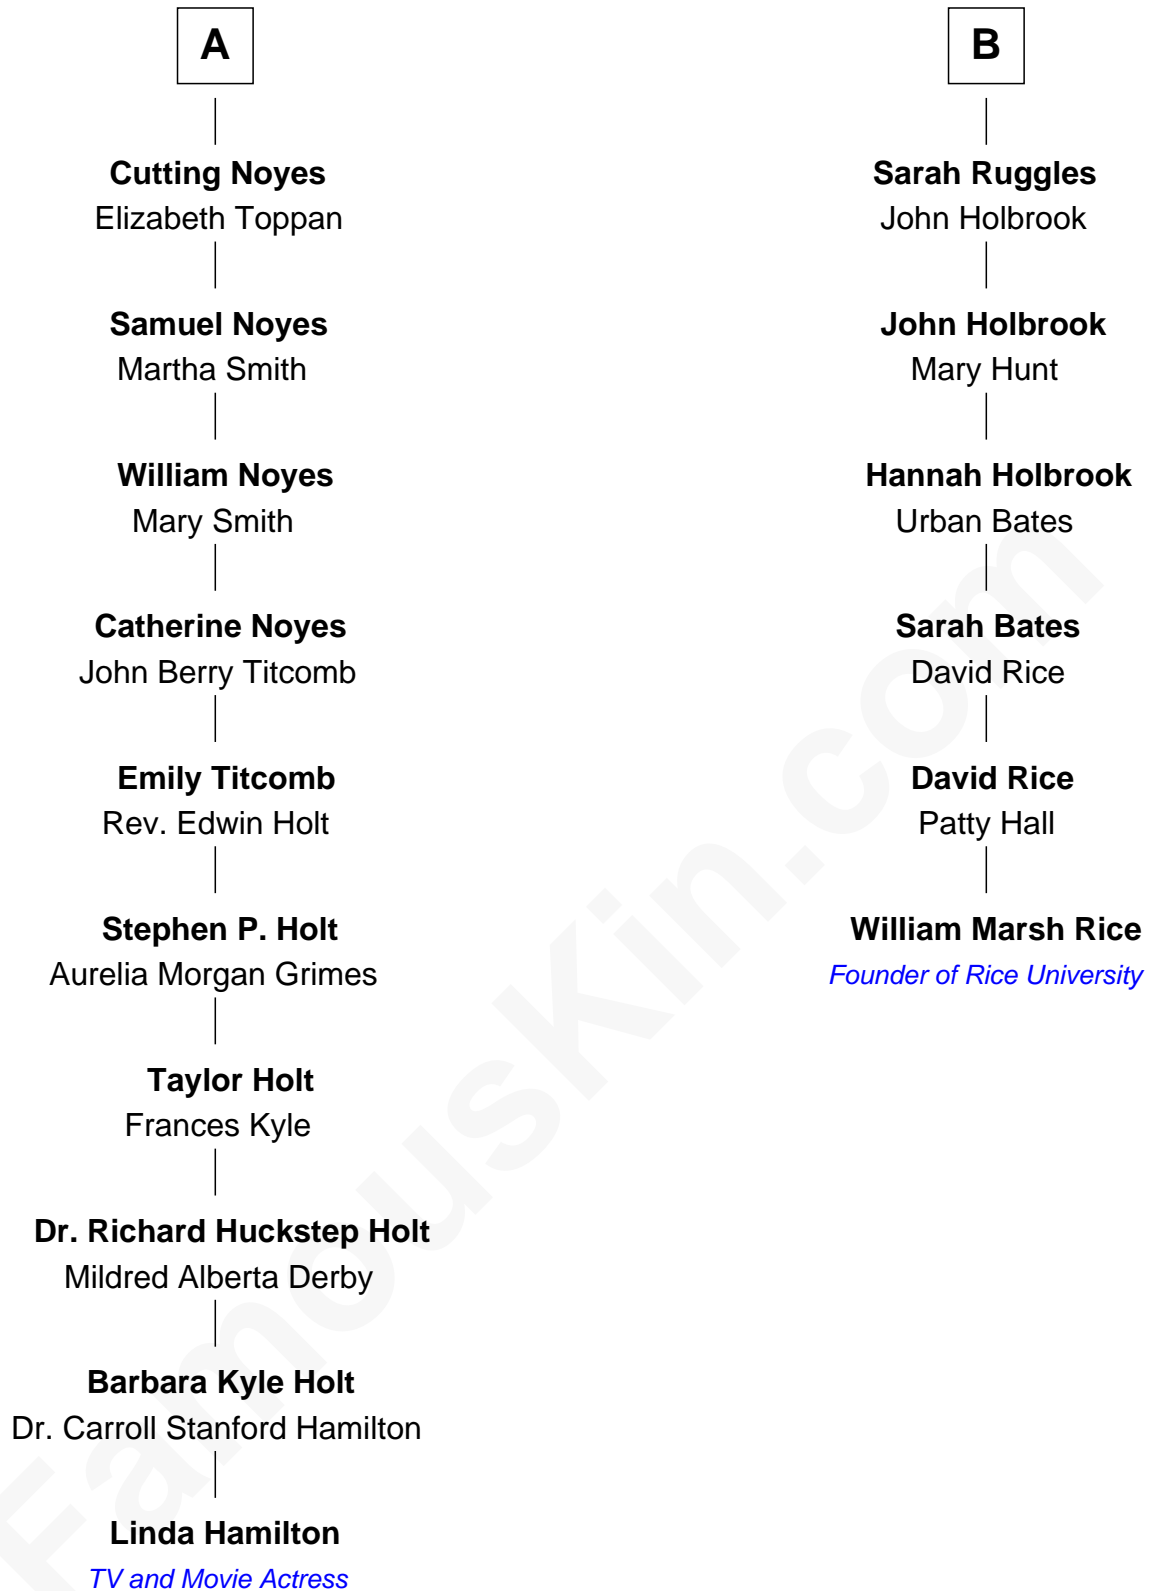 A
Cutting Noyes
Elizabeth Toppan
Samuel Noyes
Martha Smith
William Noyes
Mary Smith
Catherine Noyes
John Berry Titcomb
Emily Titcomb
Rev. Edwin Holt
Stephen P. Holt
Aurelia Morgan Grimes
Taylor Holt
Frances Kyle
Dr. Richard Huckstep Holt
Mildred Alberta Derby
Barbara Kyle Holt
Dr. Carroll Stanford Hamilton
Linda Hamilton
TV and Movie Actress
B
Sarah Ruggles
John Holbrook
John Holbrook
Mary Hunt
Hannah Holbrook
Urban Bates
Sarah Bates
David Rice
David Rice
Patty Hall
William Marsh Rice
Founder of Rice University
FamousKin.com